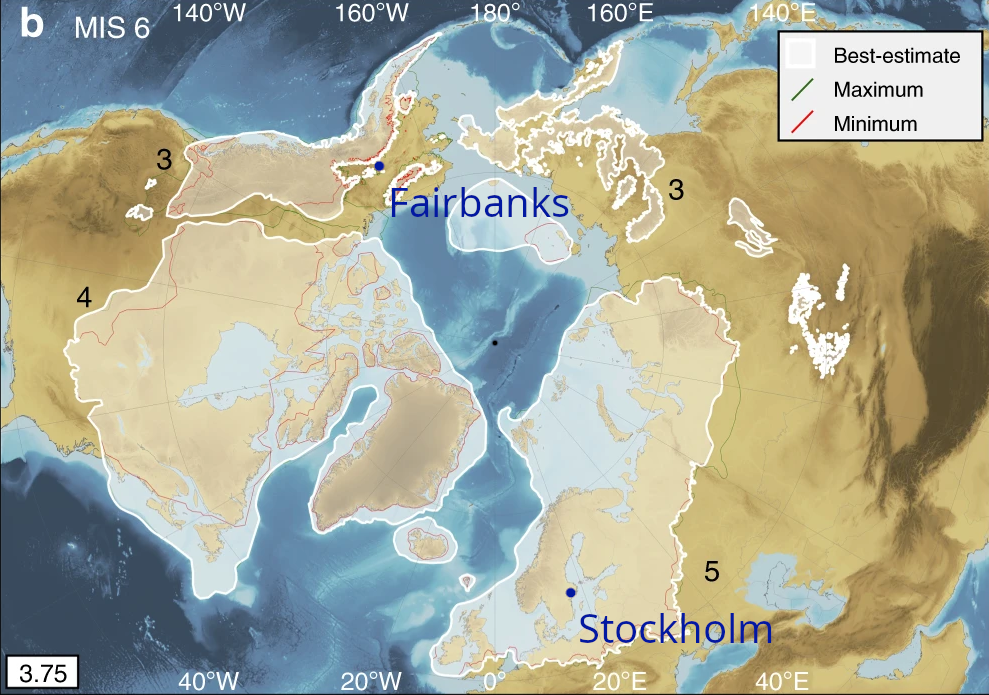 b MIS 6
140°W 160°W 180° 160°E 140°E
Best-estimate
Maximum
Minimum
3
3
Fairbanks
4
5
Stockholm
3.75
40°W 20°W 0° 20°E 40°E